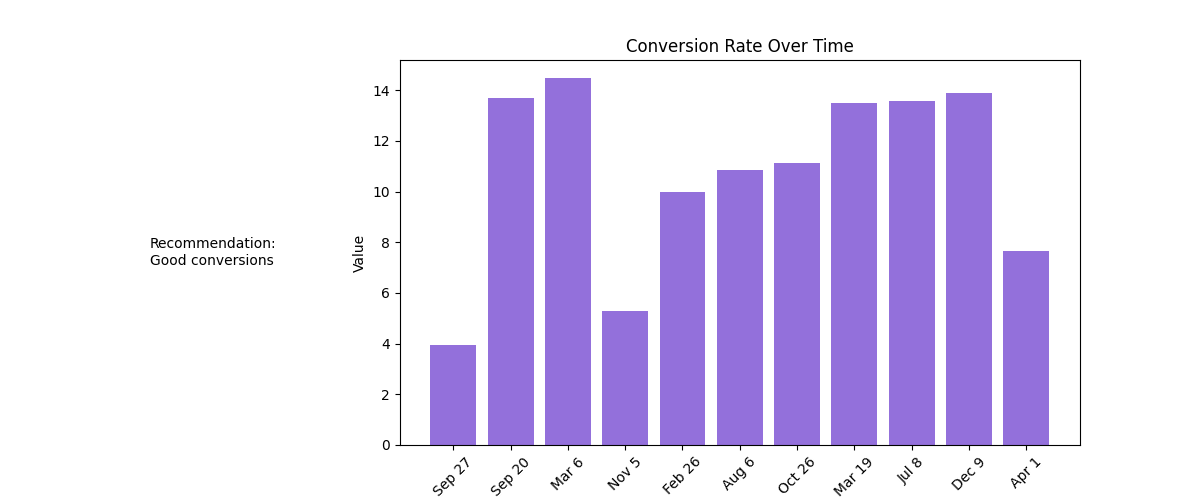 Conversion Rate Over Time
Recommendation:
Good conversions
Value
14
12
10
8
6
4
2
0
Sep 27
Sep 20
Mar 6
Nov 5
Feb 26
Aug 6
Oct 26
Mar 19
Jul 8
Dec 9
Apr 1